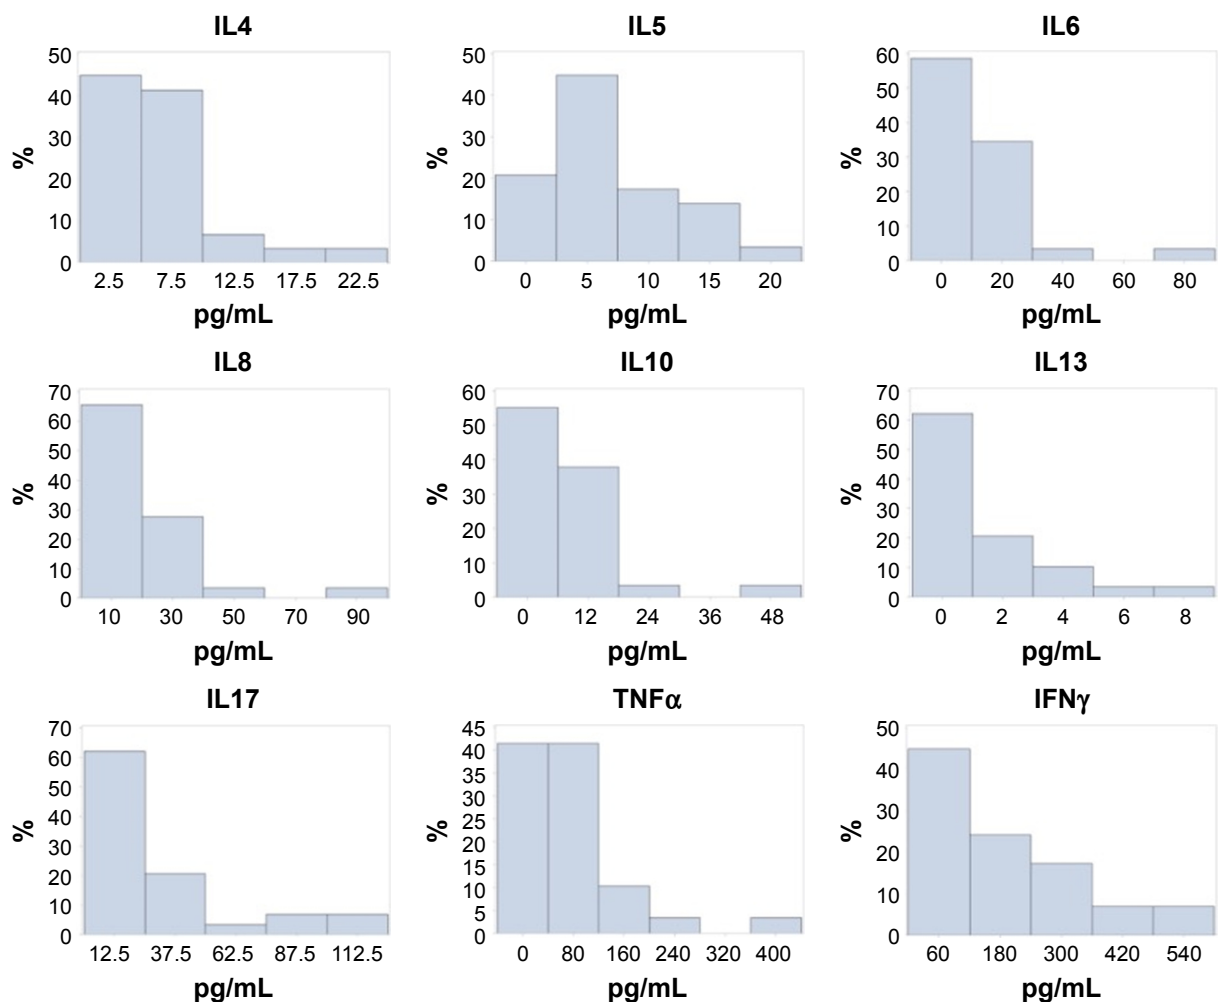 IL4 IL5 IL6
50 50 60
40 40 50
30 30 40
20 20 30
10 10 20
0 0 10
0
% % %
2.5 7.5 12.5 17.5 22.5 0 5 10 15 20 0 20 40 60 80
pg/mL pg/mL pg/mL
IL8 IL10 IL13
70 60 70
60 50 60
50 40 50
40 30 40
30 20 30
20 10 20
10 0 10
0 0
% % %
10 30 50 70 90 0 12 24 36 48 0 2 4 6 8
pg/mL pg/mL pg/mL
IL17 TNFα IFNγ
70 45 50
60 40 40
50 35 30
40 30 20
30 25 10
20 20 0
10 15
0 10
5
0
% % %
12.5 37.5 62.5 87.5 112.5 0 80 160 240 320 400 60 180 300 420 540
pg/mL pg/mL pg/mL